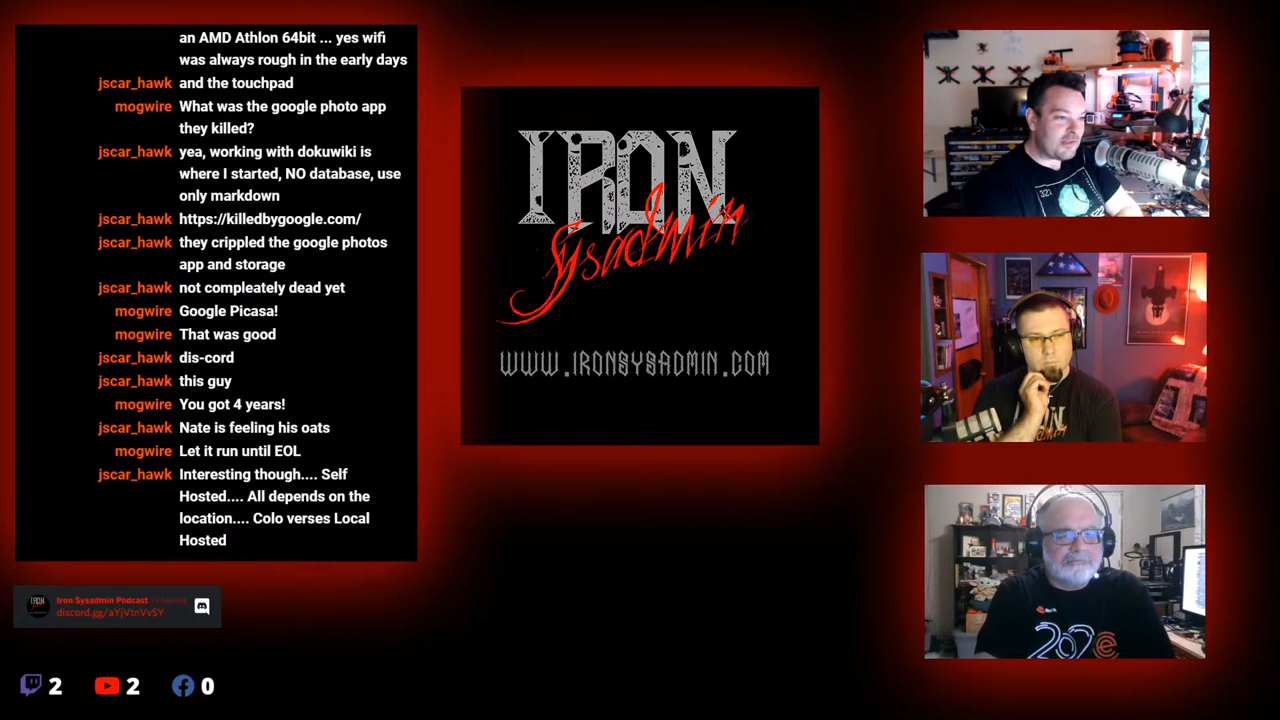 an AMD Athlon 64bit ... yes wifi
was always rough in the early days
jscar_hawk and the touchpad
mogwire What was the google photo app
they killed?
jscar_hawk yea, working with dokuwiki is
where I started, NO database, use
only markdown
jscar_hawk https://killedbygoogle.com/
jscar_hawk they crippled the google photos
app and storage
jscar_hawk not compleately dead yet
mogwire Google Picasa!
mogwire That was good
jscar_hawk dis-cord
jscar_hawk this guy
mogwire You got 4 years!
jscar_hawk Nate is feeling his oats
mogwire Let it run until EOL
jscar_hawk Interesting though.... Self
Hosted.... All depends on the
location.... Colo verses Local
Hosted
Iron Sysadmin Podcast
discord.gg/aYjVtnVvSY
2
2
0
IRON
Sysadmin
WWW.IRONSYSADMIN.COM
321